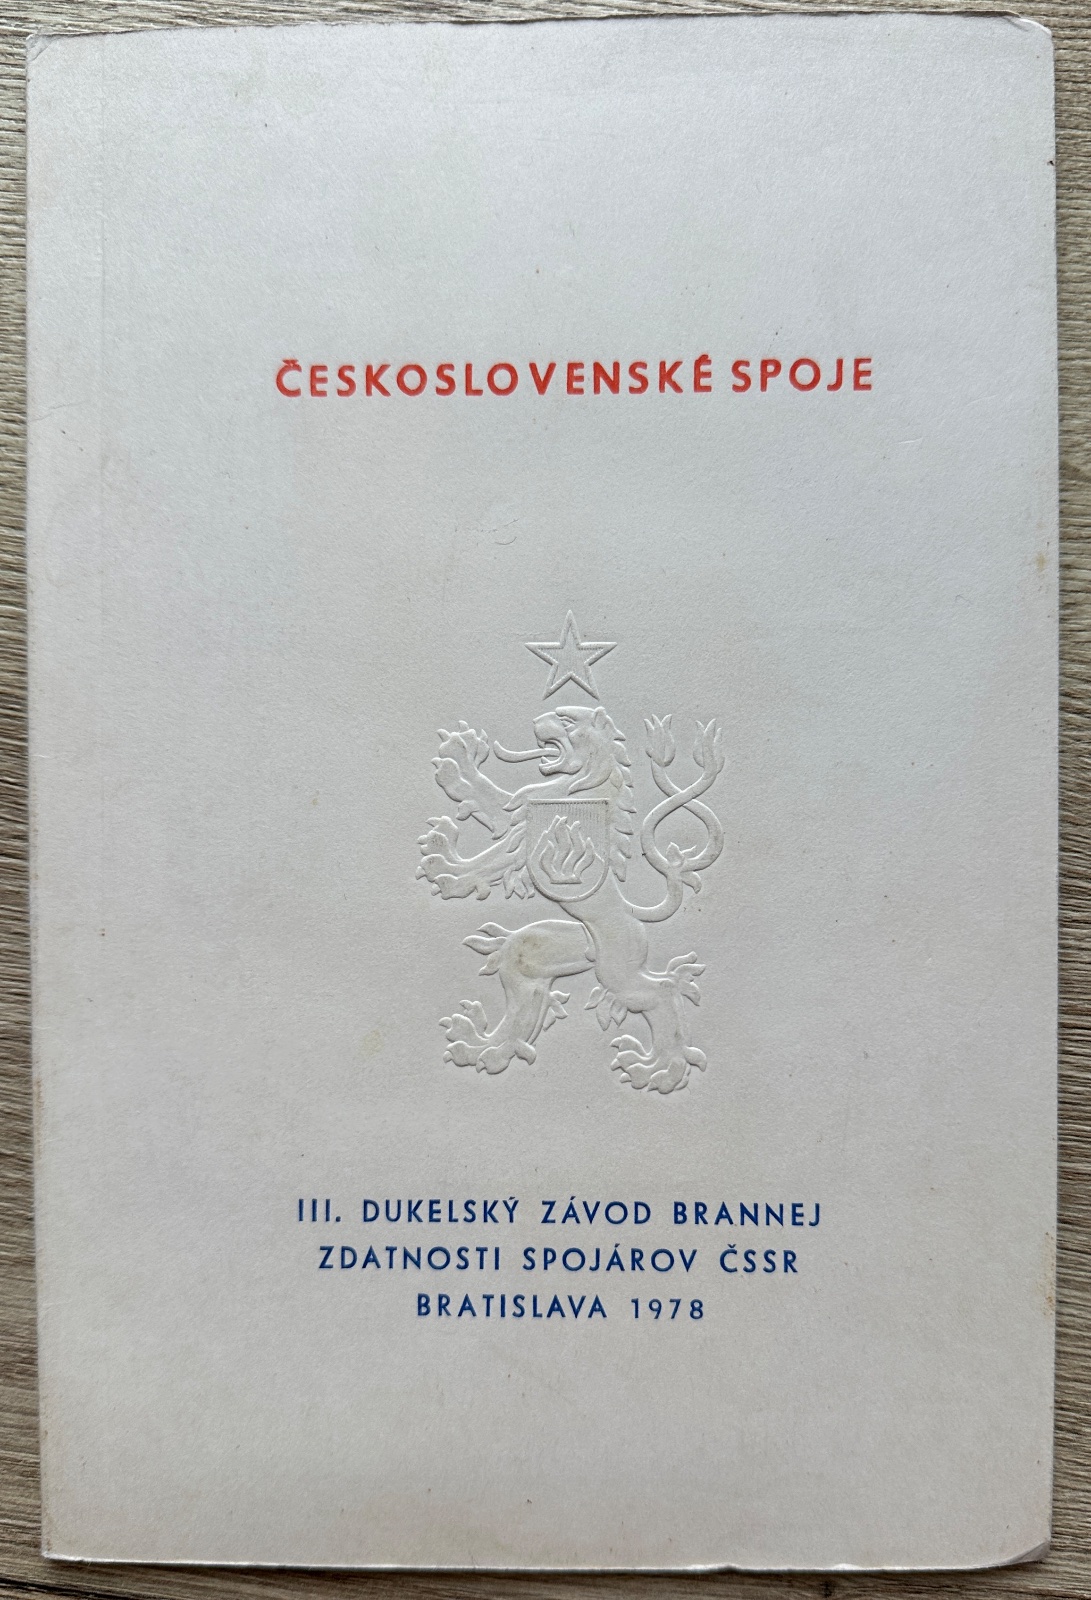 ČESKOSLOVENSKÉ SPOJE
III. DUKELSKÝ ZÁVOD BRANNEJ
ZDATNOSTI SPOJÁROV ČSSR
BRATISLAVA 1978